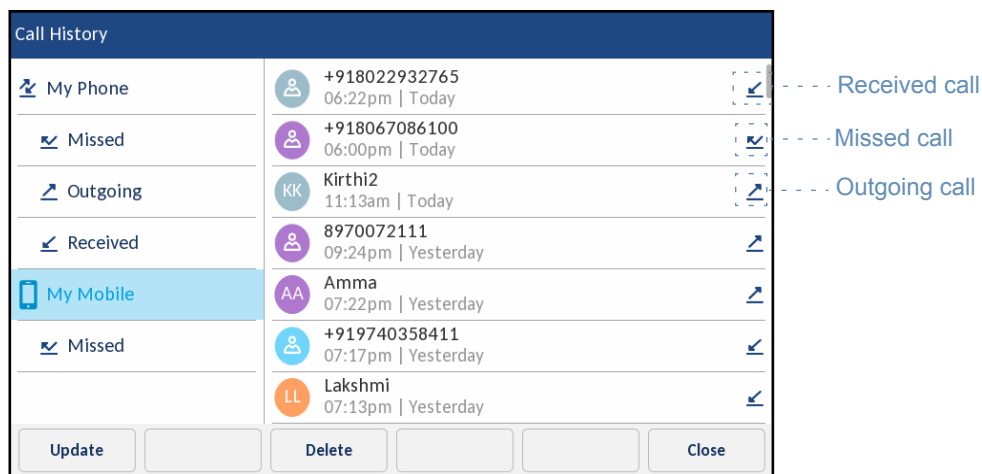 Call History
My Phone
Missed
Outgoing
Received
My Mobile
Missed
+918022932765
06:22pm | Today
Received call
+918067086100
06:00pm | Today
Missed call
KK
Kirthi2
11:13am | Today
Outgoing call
8970072111
09:24pm | Yesterday
AA
Amma
07:22pm | Yesterday
+919740358411
07:17pm | Yesterday
LL
Lakshmi
07:13pm | Yesterday
Update
Delete
Close